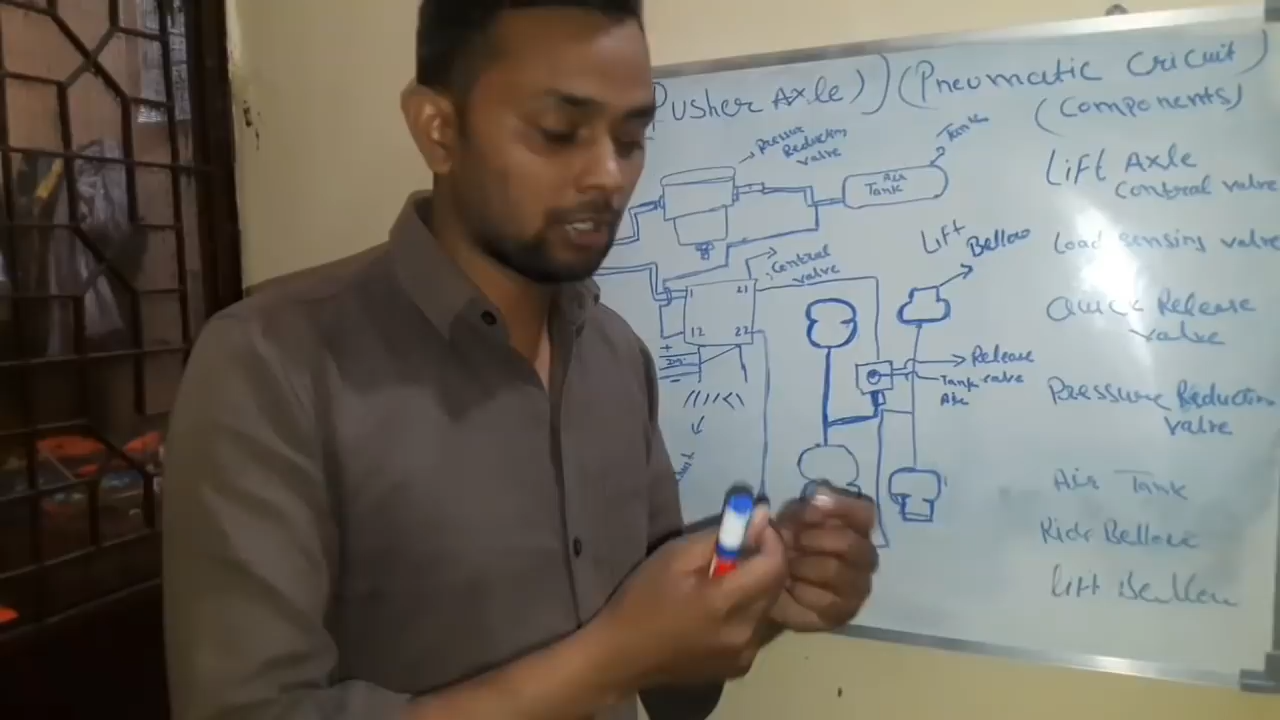 Pusher Axle)) (Pneumatic Cricuit)
(Components)
Pressur
Reduction
valve
Tank
Air
Tank
Lift Axle
Control valve
Lift Bellow
Load sensing valve
Control
valve
1 21
12 22
Quick Release
valve
Release
valve
Tank
Air
Pressure Reduction
valve
Air Tank
Ride Bellow
Lift Bellow